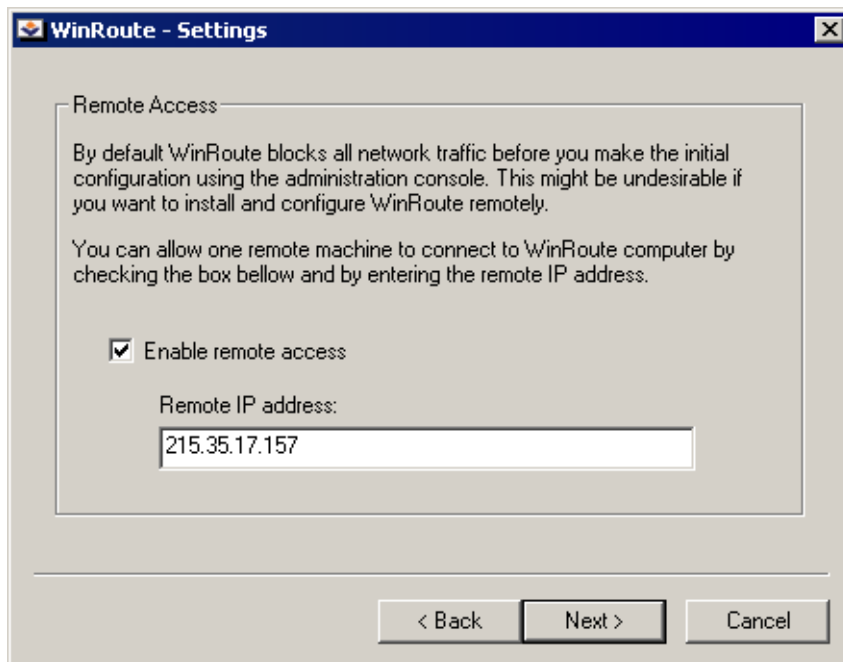 WinRoute - Settings
Remote Access
By default WinRoute blocks all network traffic before you make the initial
configuration using the administration console. This might be undesirable if
you want to install and configure WinRoute remotely.
You can allow one remote machine to connect to WinRoute computer by
checking the box bellow and by entering the remote IP address.
Enable remote access
Remote IP address:
215.35.17.157
< Back Next > Cancel